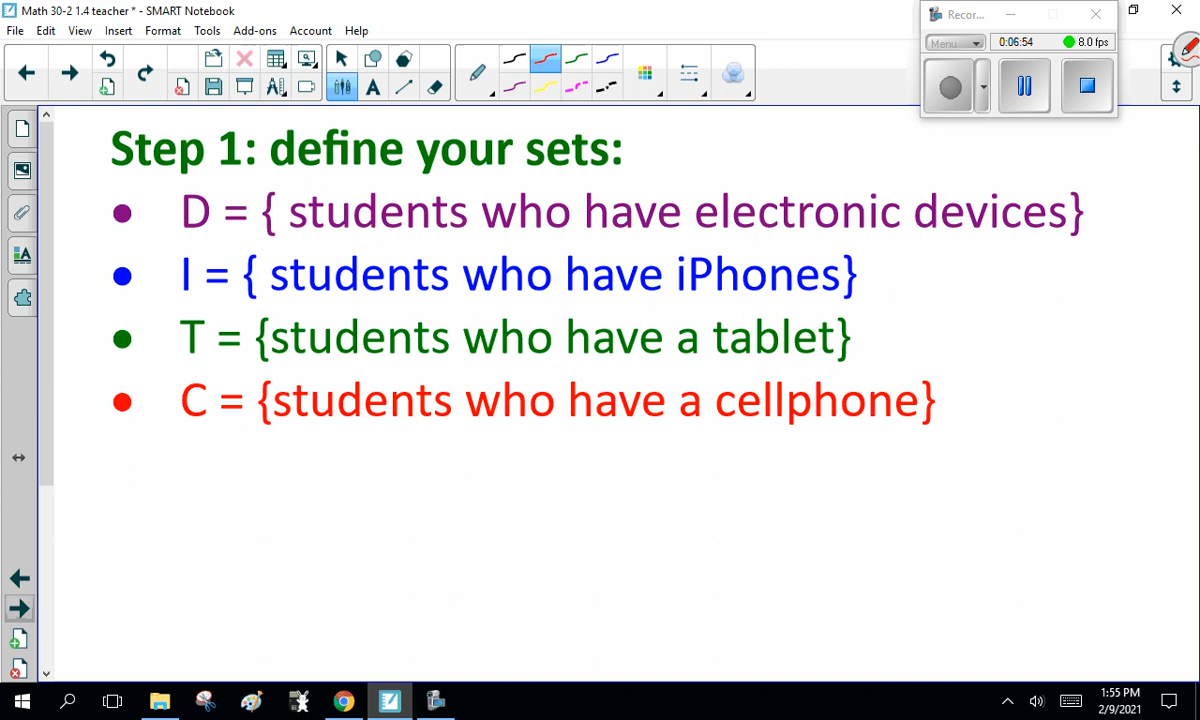 Math 30-2 1.4 teacher * - SMART Notebook
Recor...
File Edit View Insert Format Tools Add-ons Account Help
Menu 0:06:54 8.0 fps
Step 1: define your sets:
• D = { students who have electronic devices}
• I = { students who have iPhones}
• T = {students who have a tablet}
• C = {students who have a cellphone}
1:55 PM
2/9/2021